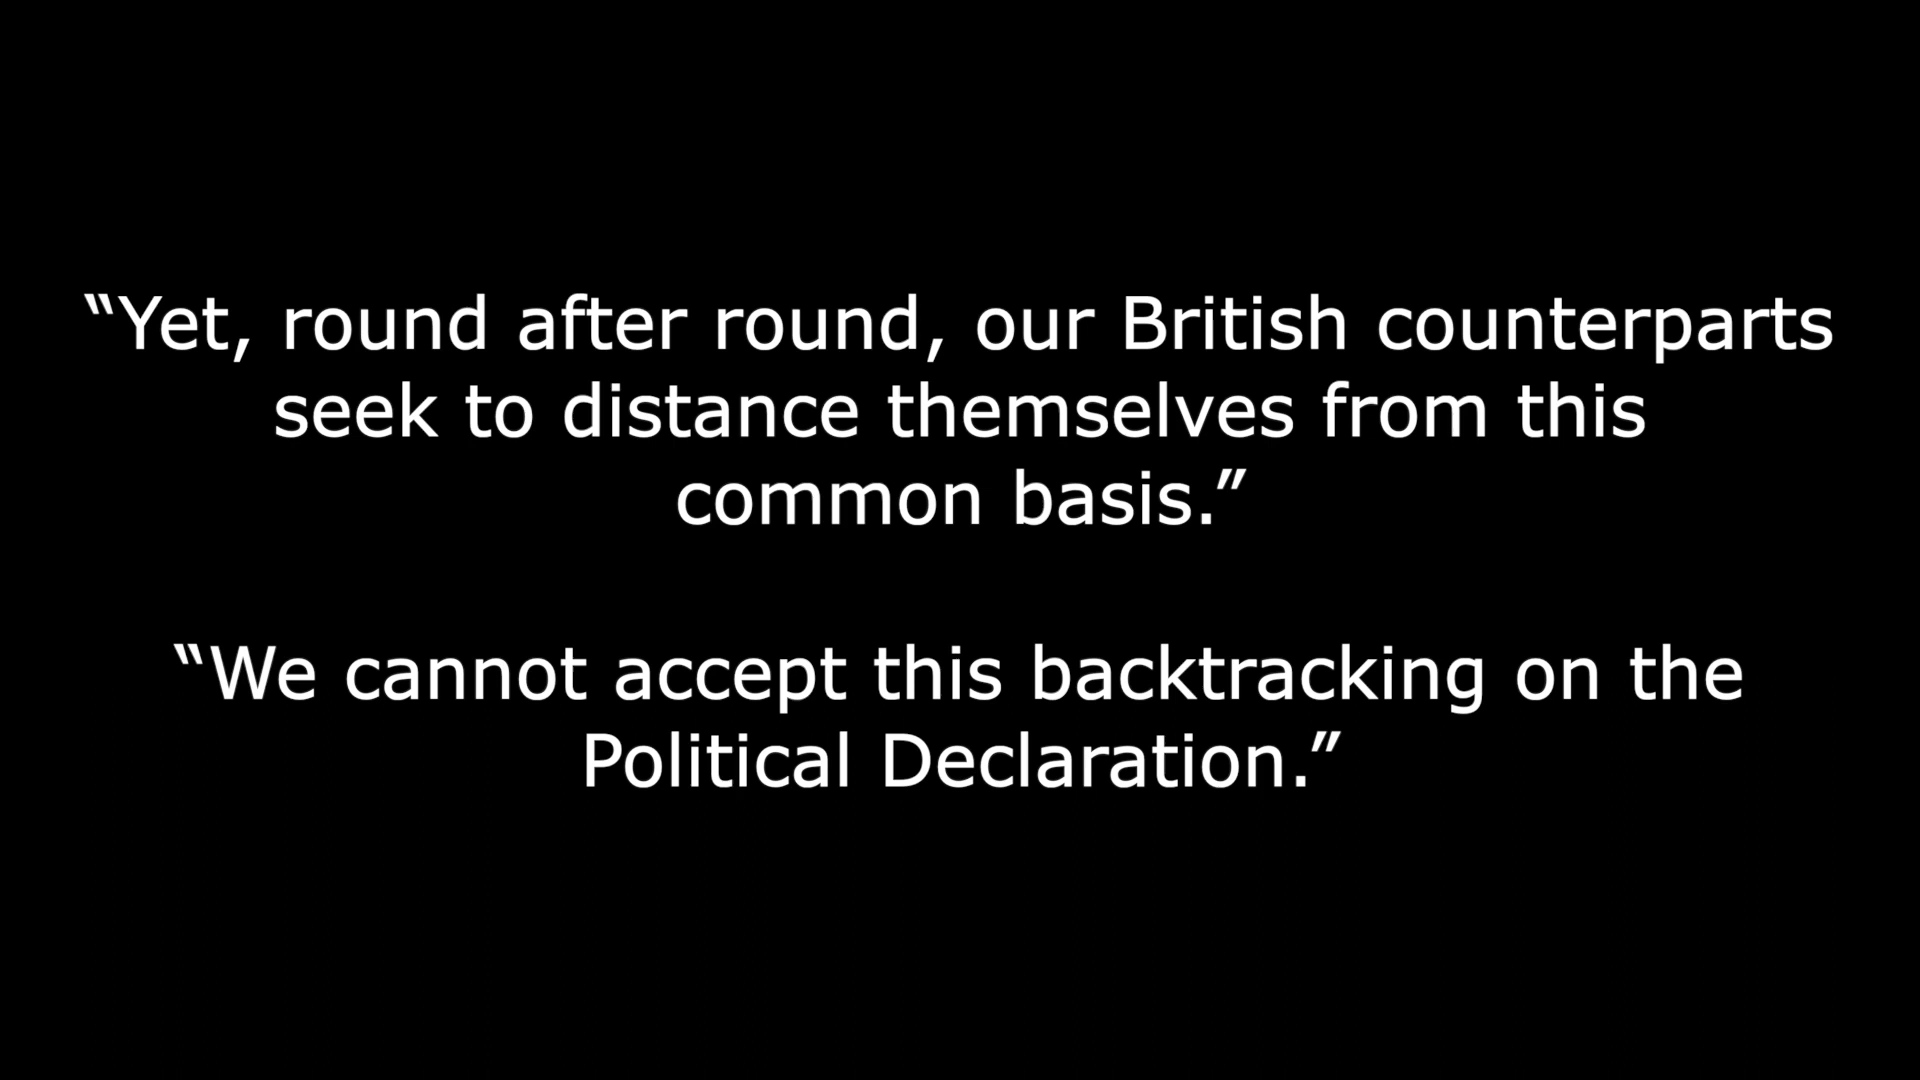 “Yet, round after round, our British counterparts
seek to distance themselves from this
common basis.”
“We cannot accept this backtracking on the
Political Declaration.”